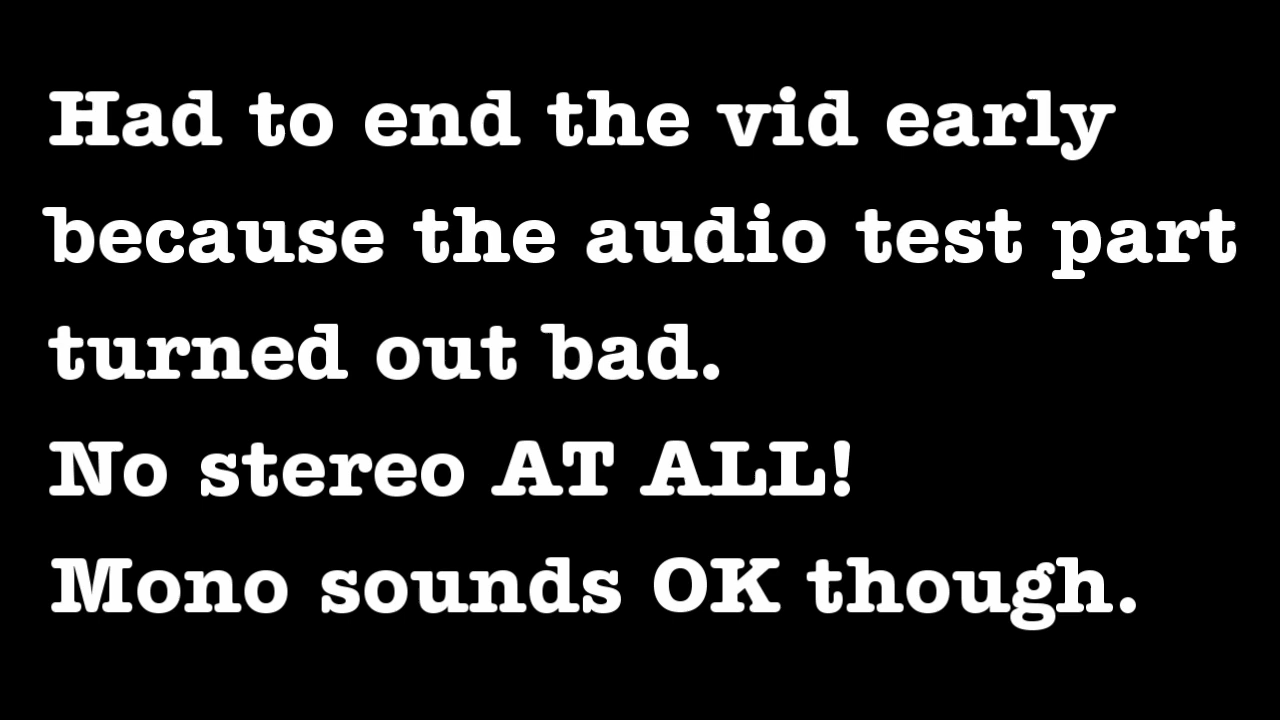 Had to end the vid early
because the audio test part
turned out bad.
No stereo AT ALL!
Mono sounds OK though.